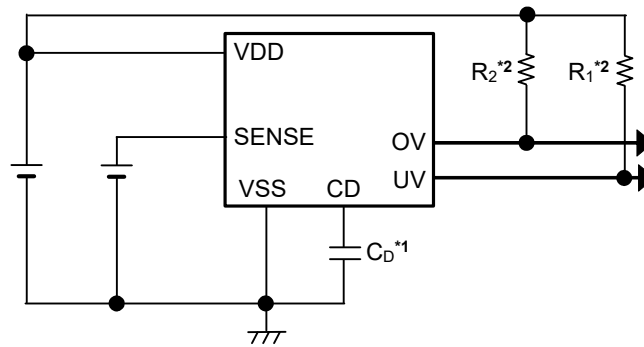 VDD
R2*2
R1*2
SENSE
OV
UV
VSS
CD
CD*1